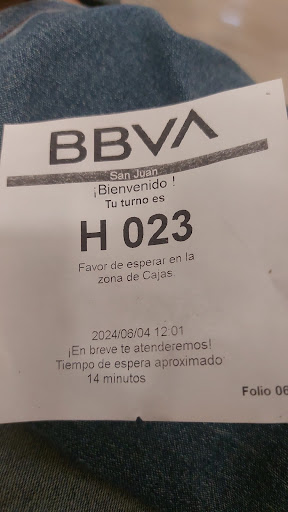 BBVA
San Juan
¡Bienvenido !
Tu turno es
H 023
Favor de esperar en la
zona de Cajas.
2024/06/04 12:01
¡En breve te atenderemos!
Tiempo de espera aproximado
14 minutos
Folio 06